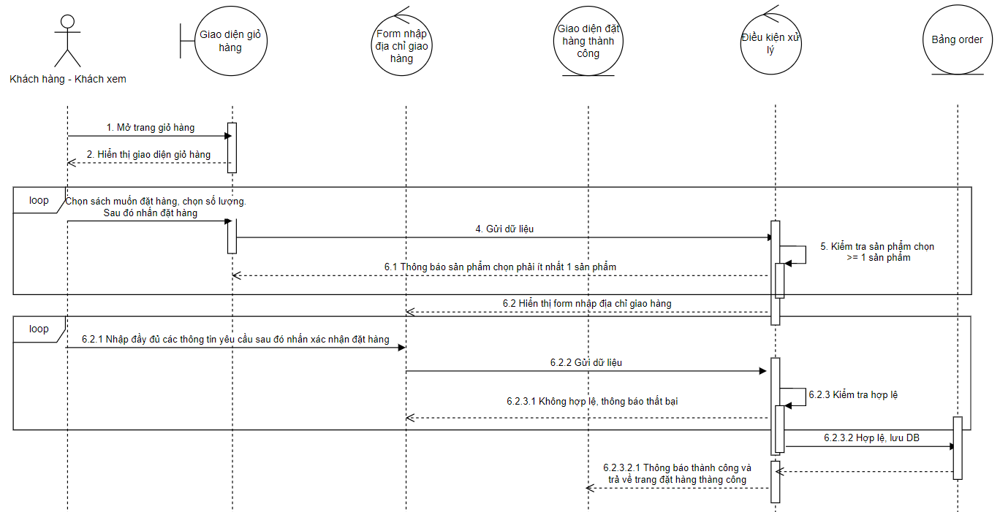 Khách hàng - Khách xem
Giao diện giỏ
hàng
Form nhập
địa chỉ giao
hàng
Giao diện đặt
hàng thành
công
Điều kiện xử
lý
Bảng order
1. Mở trang giỏ hàng
2. Hiển thị giao diện giỏ hàng
loop
Chọn sách muốn đặt hàng, chọn số lượng.
Sau đó nhấn đặt hàng
4. Gửi dữ liệu
5. Kiểm tra sản phẩm chọn
>= 1 sản phẩm
6.1 Thông báo sản phẩm chọn phải ít nhất 1 sản phẩm
6.2 Hiển thị form nhập địa chỉ giao hàng
loop
6.2.1 Nhập đầy đủ các thông tin yêu cầu sau đó nhấn xác nhận đặt hàng
6.2.2 Gửi dữ liệu
6.2.3 Kiểm tra hợp lệ
6.2.3.1 Không hợp lệ, thông báo thất bại
6.2.3.2 Hợp lệ, lưu DB
6.2.3.2.1 Thông báo thành công và
trả về trang đặt hàng thàng công